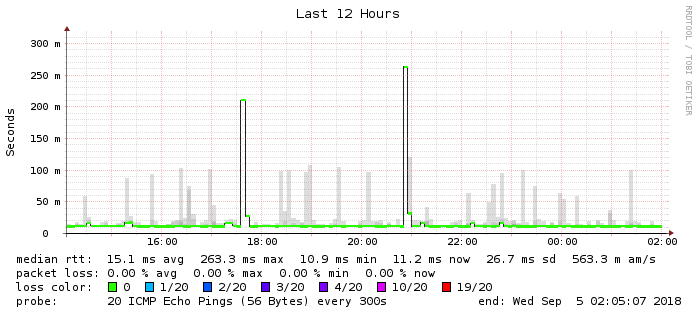 Last 12 Hours
RRDTOOL / TOBI OETIKER
Seconds
300 m
250 m
200 m
150 m
100 m
50 m
0
16:00 18:00 20:00 22:00 00:00 02:00
median rtt: 15.1 ms avg 263.3 ms max 10.9 ms min 11.2 ms now 26.7 ms sd 563.3 m am/s
packet loss: 0.00 % avg 0.00 % max 0.00 % min 0.00 % now
loss color: 0 1/20 2/20 3/20 4/20 10/20 19/20
probe: 20 ICMP Echo Pings (56 Bytes) every 300s end: Wed Sep 5 02:05:07 2018